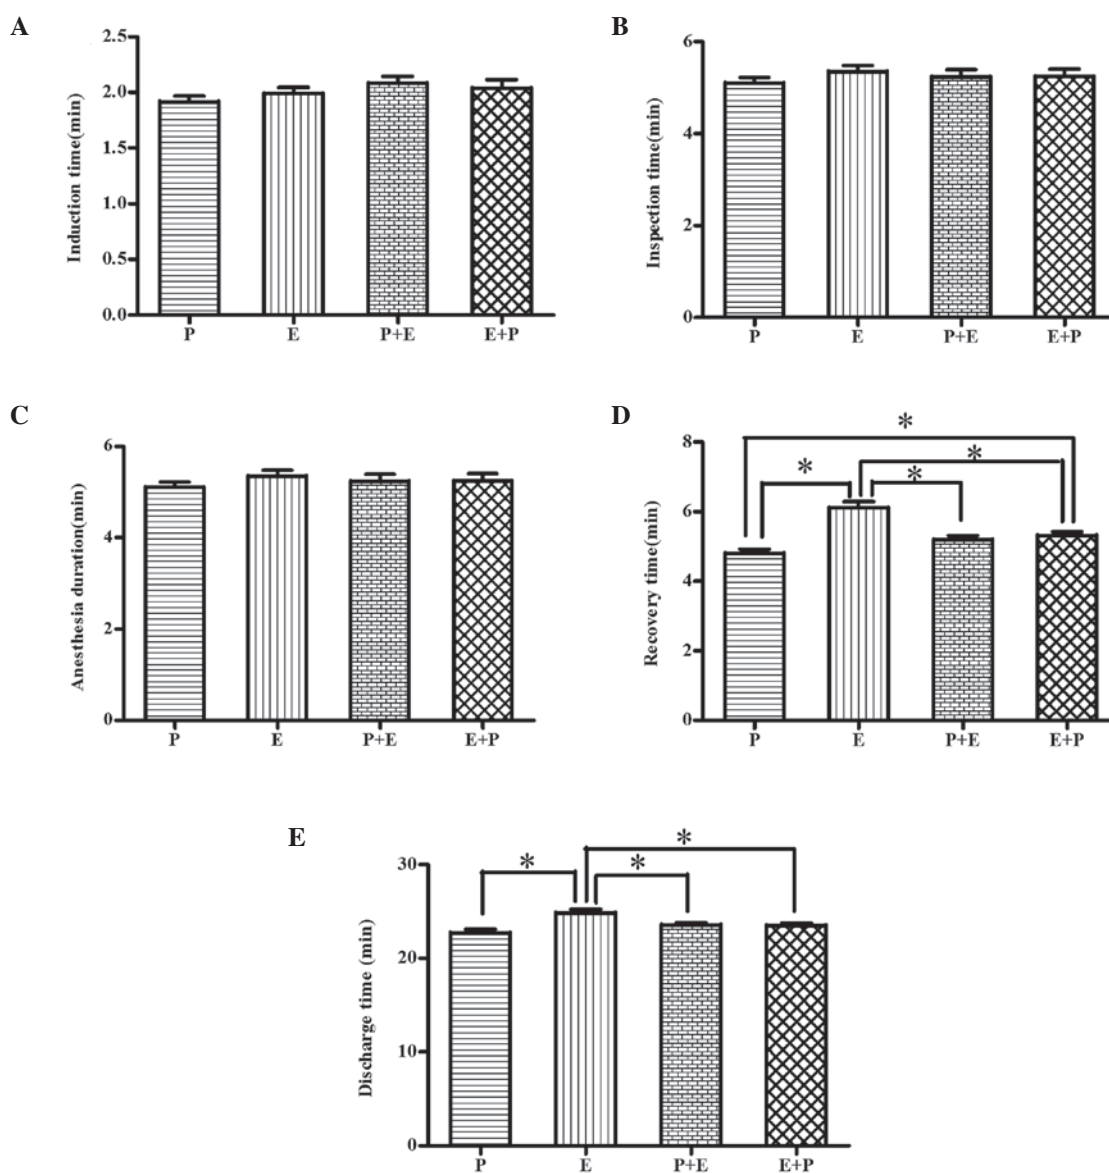 A
Induction time(min)
2.5
2.0
1.5
1.0
0.5
0.0
P E P+E E+P
B
Inspection time(min)
6
4
2
0
P E P+E E+P
C
Anesthesia duration(min)
6
4
2
0
P E P+E E+P
D
Recovery time(min)
8
6
4
2
0
* * * *
P E P+E E+P
E
Discharge time (min)
30
20
10
0
* * *
P E P+E E+P